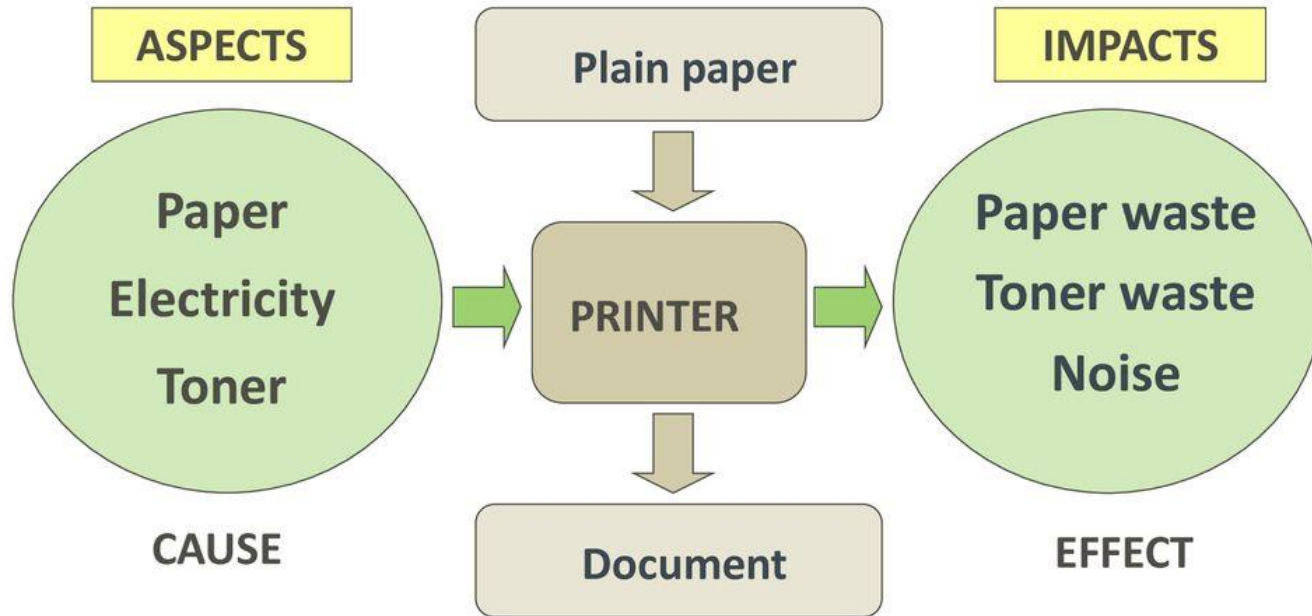 ASPECTS
Paper
Electricity
Toner
CAUSE
Plain paper
PRINTER
Document
IMPACTS
Paper waste
Toner waste
Noise
EFFECT